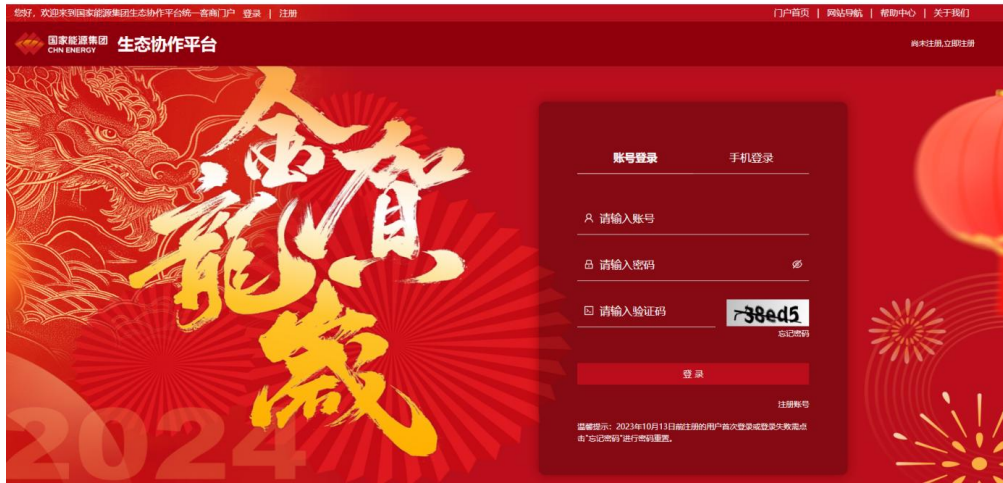 您好，欢迎来到国家能源集团生态协作平台统一客商门户 登录 | 注册
门户首页 | 网站导航 | 帮助中心 | 关于我们
国家能源集团
CHN ENERGY
生态协作平台
尚未注册,立即注册
金龍賀歲
账号登录 手机登录
请输入账号
请输入密码
请输入验证码
738ed5
忘记密码
登录
注册账号
温馨提示：2023年10月13日前注册的用户首次登录或登录失败需点
击"忘记密码"进行密码重置。
2024